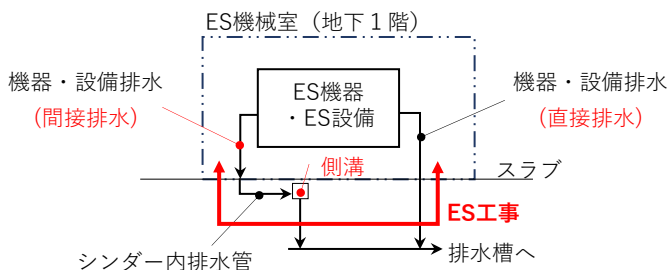 ES機械室（地下１階）
機器・設備排水
（間接排水）
ES機器
・ES設備
機器・設備排水
（直接排水）
側溝
スラブ
ES工事
シンダー内排水管
排水槽へ